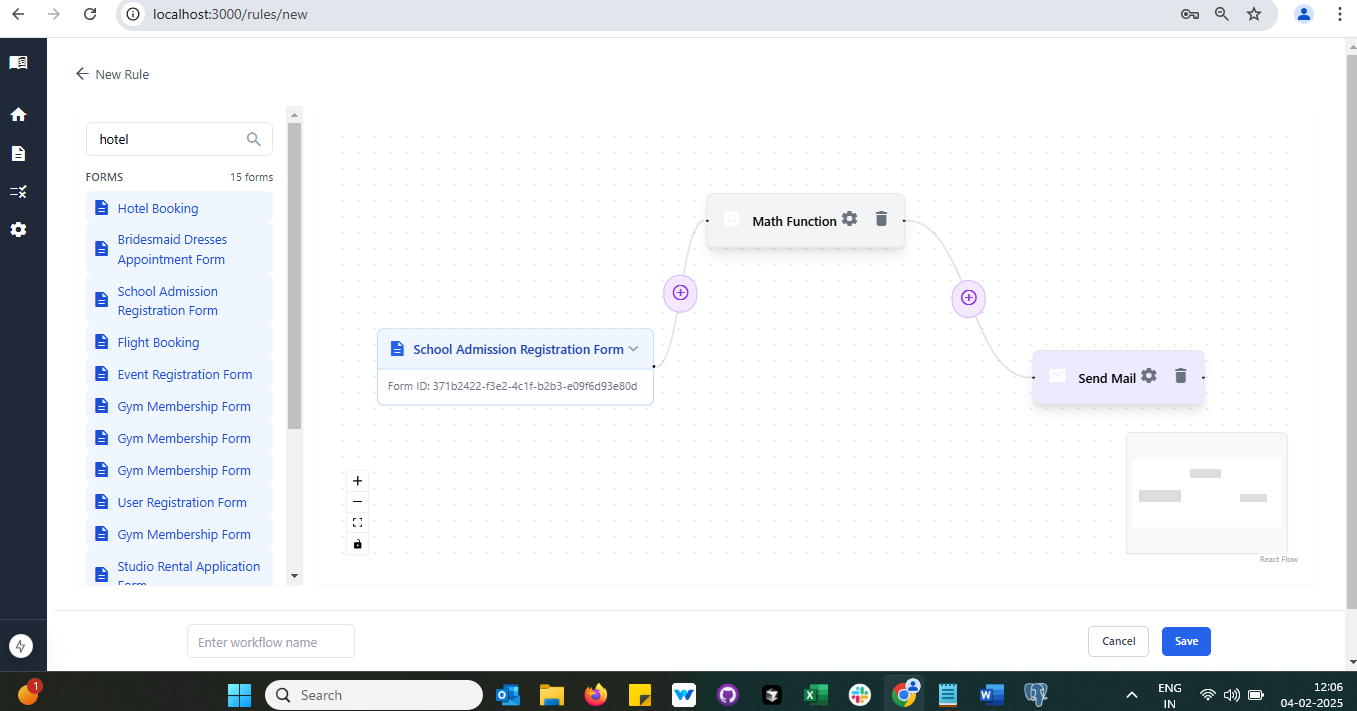 localhost:3000/rules/new
New Rule
hotel
FORMS 15 forms
Hotel Booking
Bridesmaid Dresses
Appointment Form
School Admission
Registration Form
Flight Booking
Event Registration Form
Gym Membership Form
Gym Membership Form
Gym Membership Form
User Registration Form
Gym Membership Form
Studio Rental Application
Form
Math Function
School Admission Registration Form
Form ID: 371b2422-f3e2-4c1f-b2b3-e09f6d93e80d
Send Mail
React Flow
Enter workflow name
Cancel
Save
1
Search
ENG
IN
12:06
04-02-2025